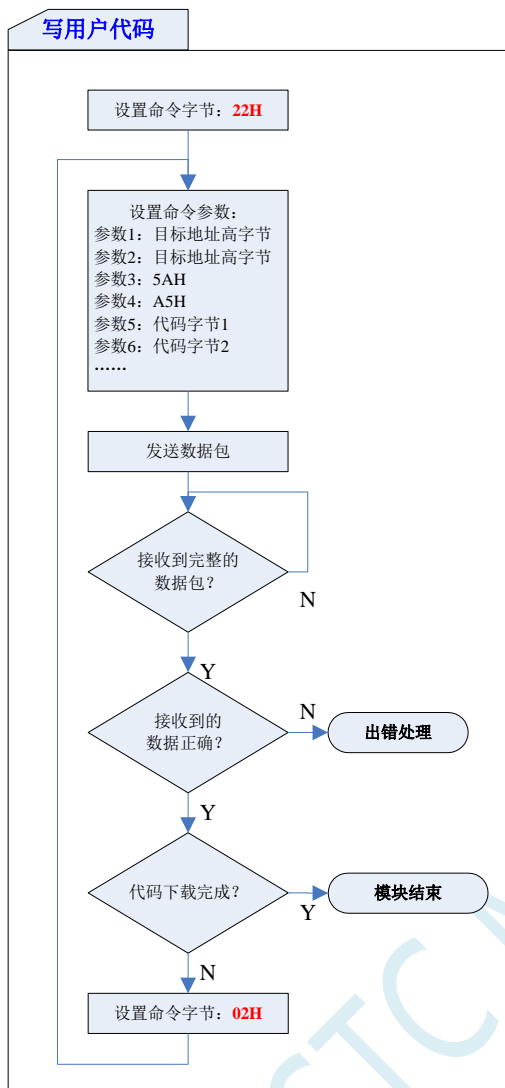 写用户代码
设置命令字节：22H
设置命令参数：
参数1：目标地址高字节
参数2：目标地址高字节
参数3：5AH
参数4：A5H
参数5：代码字节1
参数6：代码字节2
……
发送数据包
接收到完整的
数据包？
N
Y
接收到的
数据正确？
N
出错处理
Y
代码下载完成？
Y
模块结束
N
设置命令字节：02H
STC M